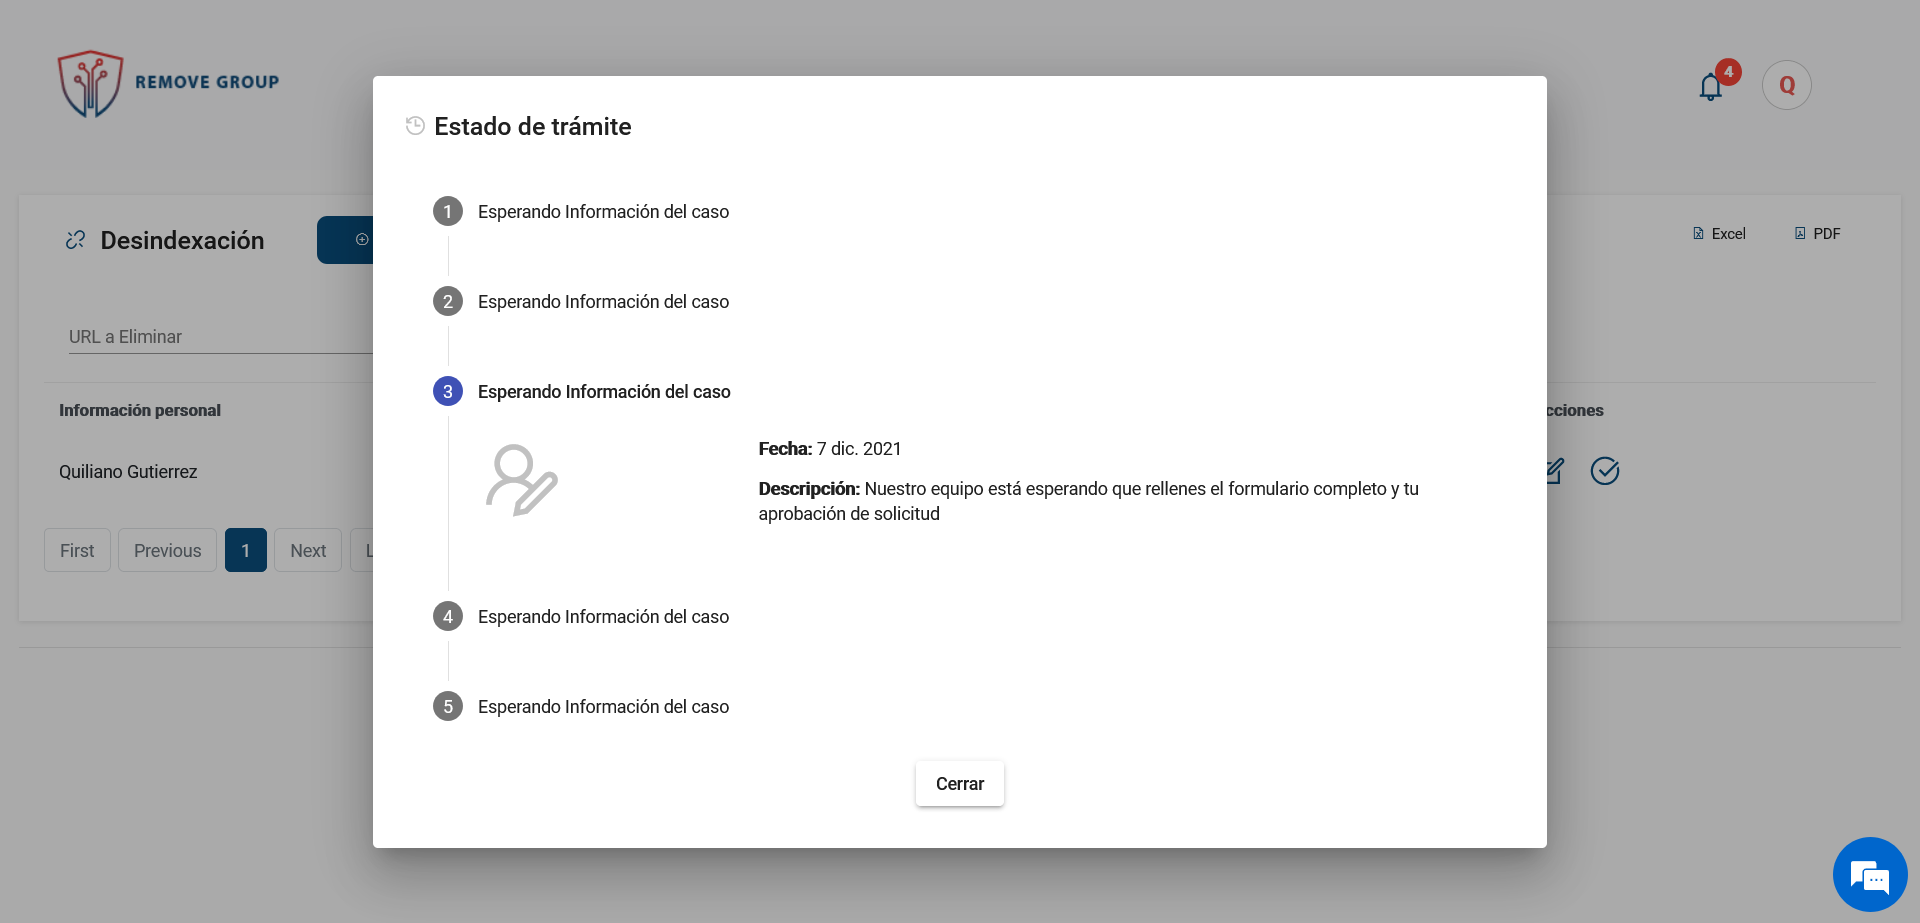 REMOVE GROUP
4
Q
Estado de trámite
1 Esperando Información del caso
Desindexación
Excel
PDF
2 Esperando Información del caso
URL a Eliminar
3 Esperando Información del caso
Información personal
cciones
Fecha: 7 dic. 2021
Quiliano Gutierrez
Descripción: Nuestro equipo está esperando que rellenes el formulario completo y tu
aprobación de solicitud
First Previous 1 Next L
4 Esperando Información del caso
5 Esperando Información del caso
Cerrar